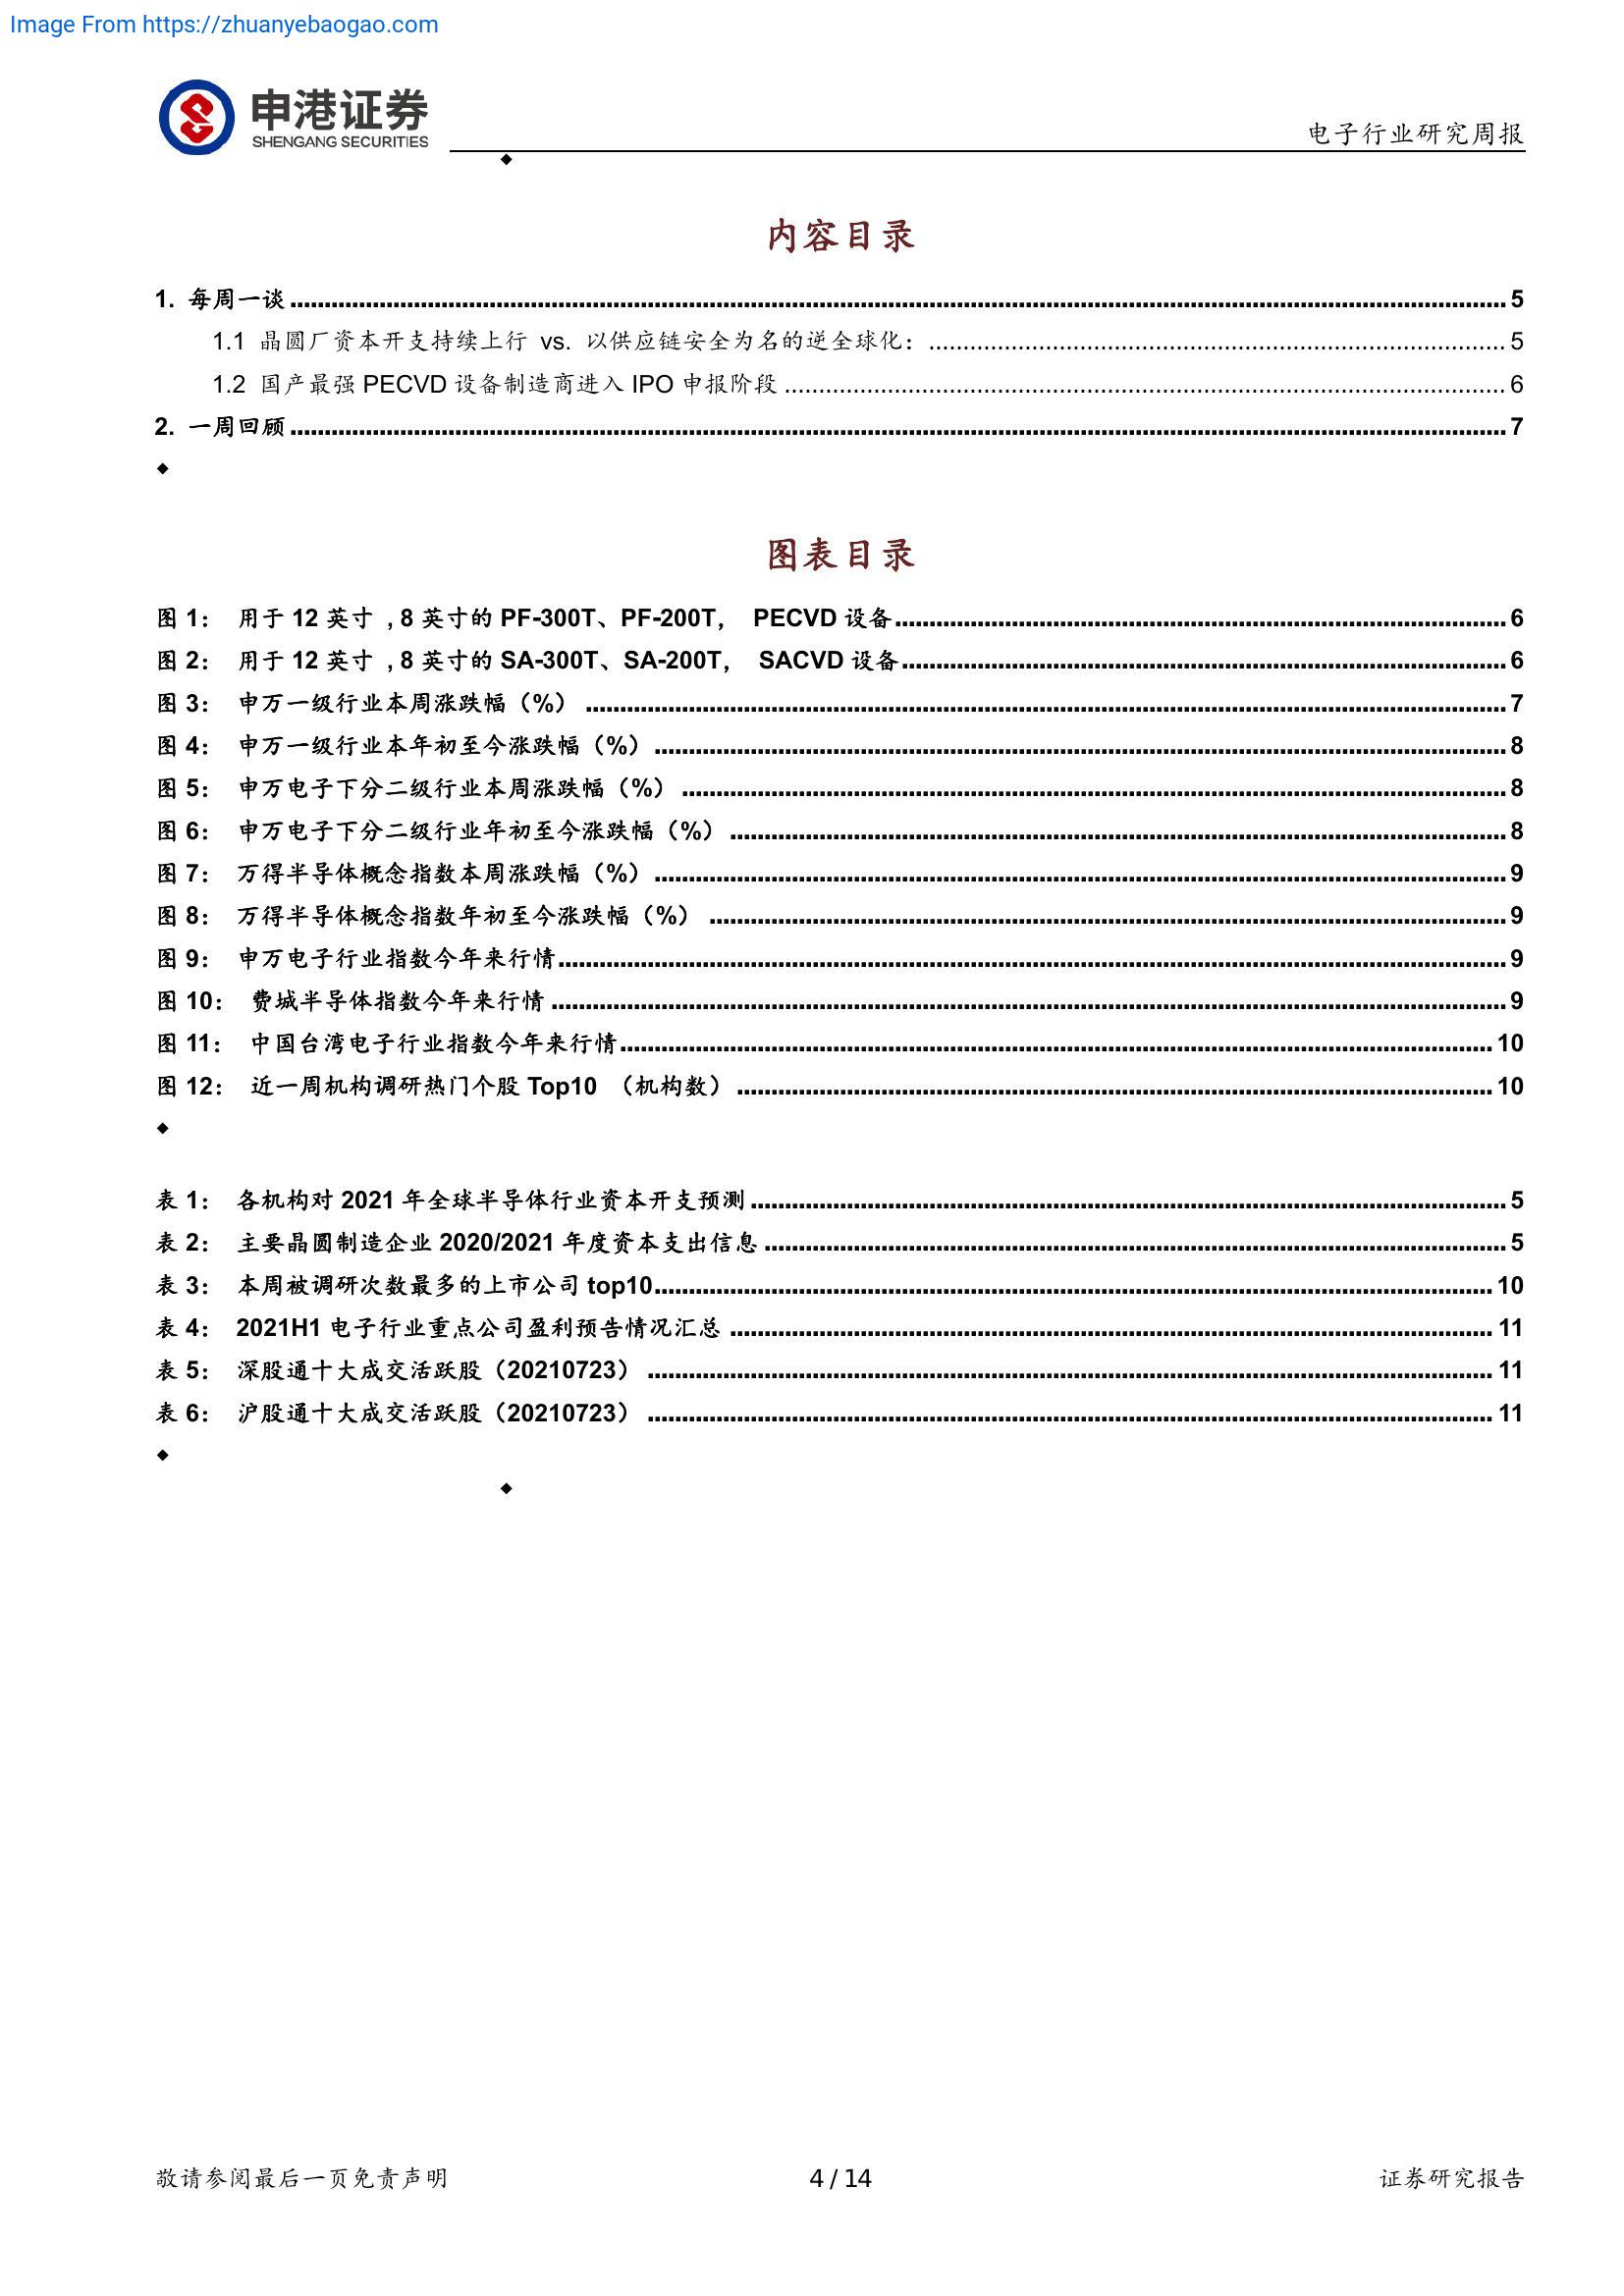 Image From https://zhuanyebaogao.com
申港证券
SHENGANG SECURITIES
电子行业研究周报
内容目录
1. 每周一谈 ........ 5
1.1 晶圆厂资本开支持续上行 vs. 以供应链安全为名的逆全球化： ........ 5
1.2 国产最强 PECVD 设备制造商进入 IPO 申报阶段 ........ 6
2. 一周回顾 ........ 7
图表目录
图 1： 用于 12 英寸 , 8 英寸的 PF-300T、PF-200T， PECVD 设备 ........ 6
图 2： 用于 12 英寸 , 8 英寸的 SA-300T、SA-200T， SACVD 设备 ........ 6
图 3： 申万一级行业本周涨跌幅（%） ........ 7
图 4： 申万一级行业本年初至今涨跌幅（%） ........ 8
图 5： 申万电子下分二级行业本周涨跌幅（%） ........ 8
图 6： 申万电子下分二级行业年初至今涨跌幅（%） ........ 8
图 7： 万得半导体概念指数本周涨跌幅（%） ........ 9
图 8： 万得半导体概念指数年初至今涨跌幅（%） ........ 9
图 9： 申万电子行业指数今年来行情 ........ 9
图 10： 费城半导体指数今年来行情 ........ 9
图 11： 中国台湾电子行业指数今年来行情 ........ 10
图 12： 近一周机构调研热门个股 Top10 （机构数） ........ 10
表 1： 各机构对 2021 年全球半导体行业资本开支预测 ........ 5
表 2： 主要晶圆制造企业 2020/2021 年度资本支出信息 ........ 5
表 3： 本周被调研次数最多的上市公司 top10 ........ 10
表 4： 2021H1 电子行业重点公司盈利预告情况汇总 ........ 11
表 5： 深股通十大成交活跃股（20210723） ........ 11
表 6： 沪股通十大成交活跃股（20210723） ........ 11
敬请参阅最后一页免责声明
4 / 14
证券研究报告